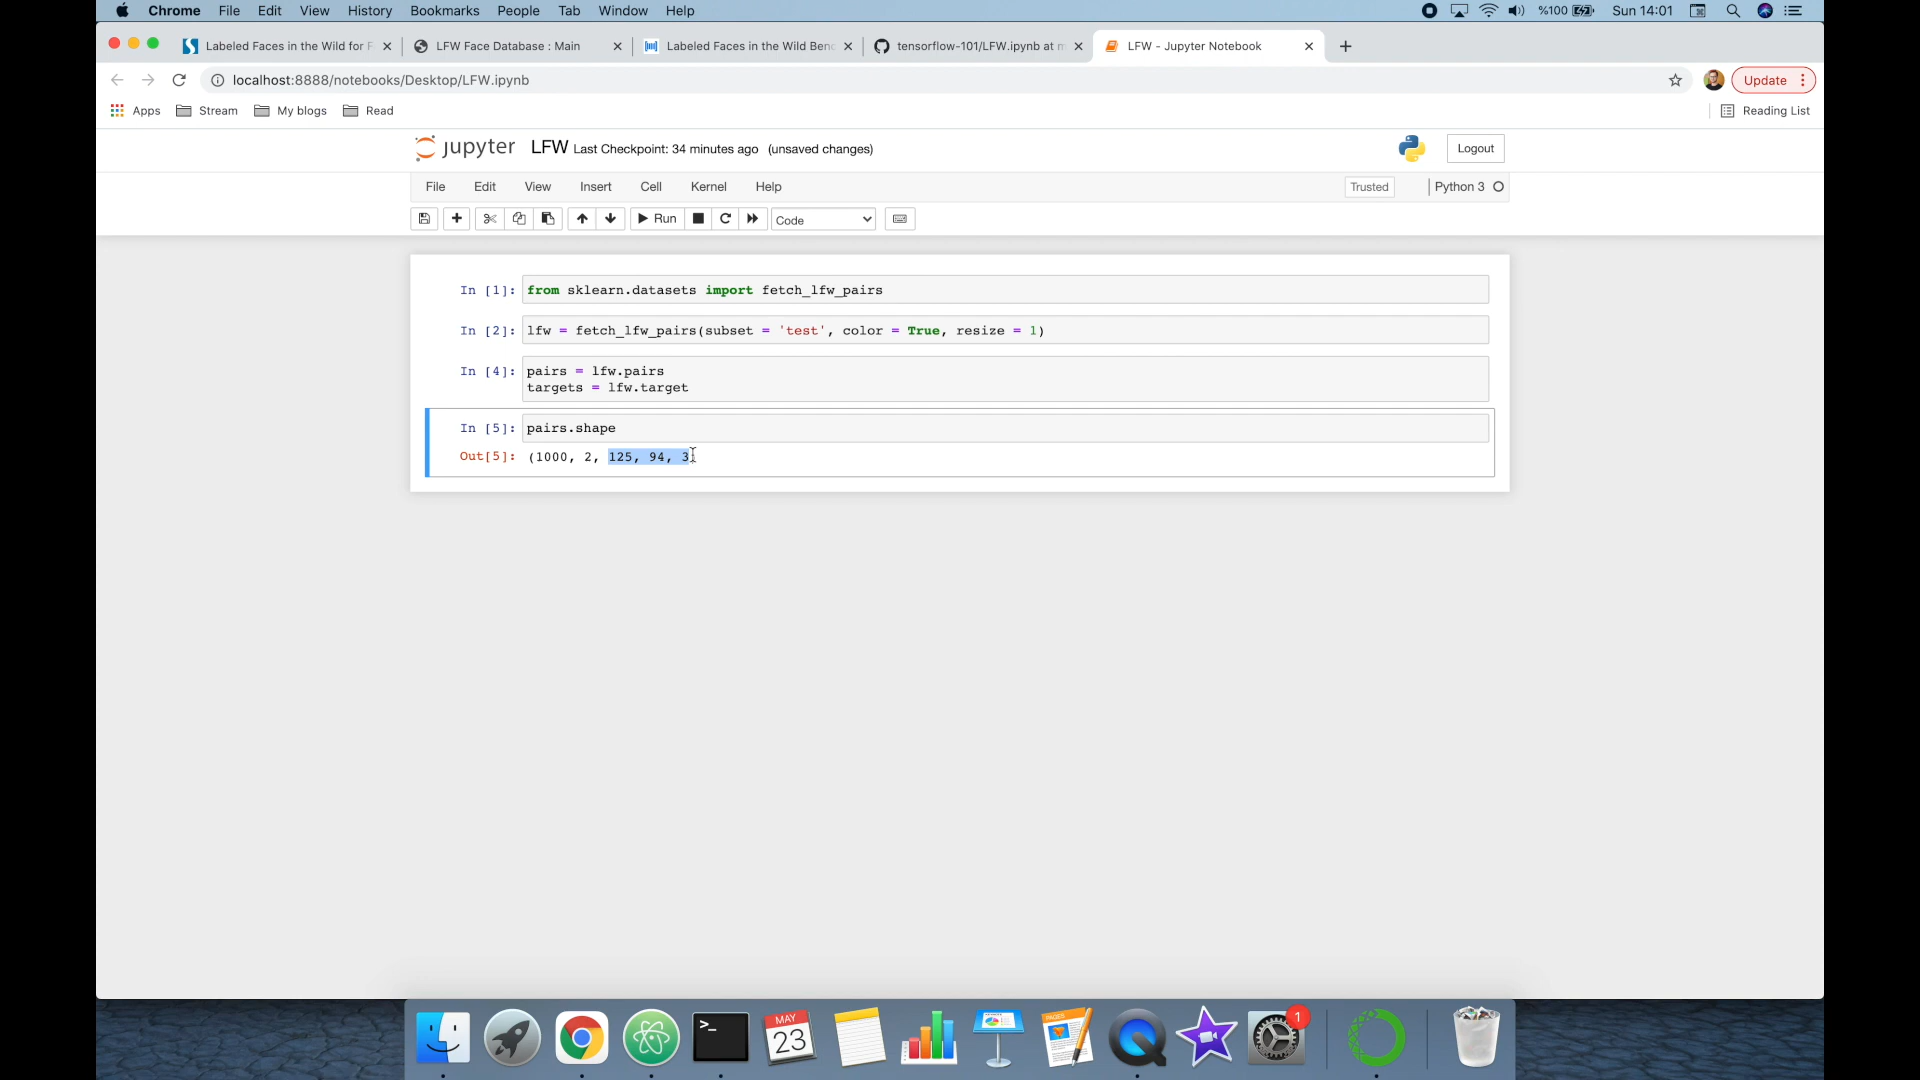 Chrome File Edit View History Bookmarks People Tab Window Help %100 Sun 14:01
Labeled Faces in the Wild for F LFW Face Database : Main Labeled Faces in the Wild Benc tensorflow-101/LFW.ipynb at m LFW - Jupyter Notebook
localhost:8888/notebooks/Desktop/LFW.ipynb Update
Apps Stream My blogs Read Reading List
jupyter LFW Last Checkpoint: 34 minutes ago (unsaved changes) Logout
File Edit View Insert Cell Kernel Help Trusted Python 3
Run Code
In [1]: from sklearn.datasets import fetch_lfw_pairs
In [2]: lfw = fetch_lfw_pairs(subset = 'test', color = True, resize = 1)
In [4]: pairs = lfw.pairs
targets = lfw.target
In [5]: pairs.shape
Out[5]: (1000, 2, 125, 94, 3)
MAY
23
PAGES
1